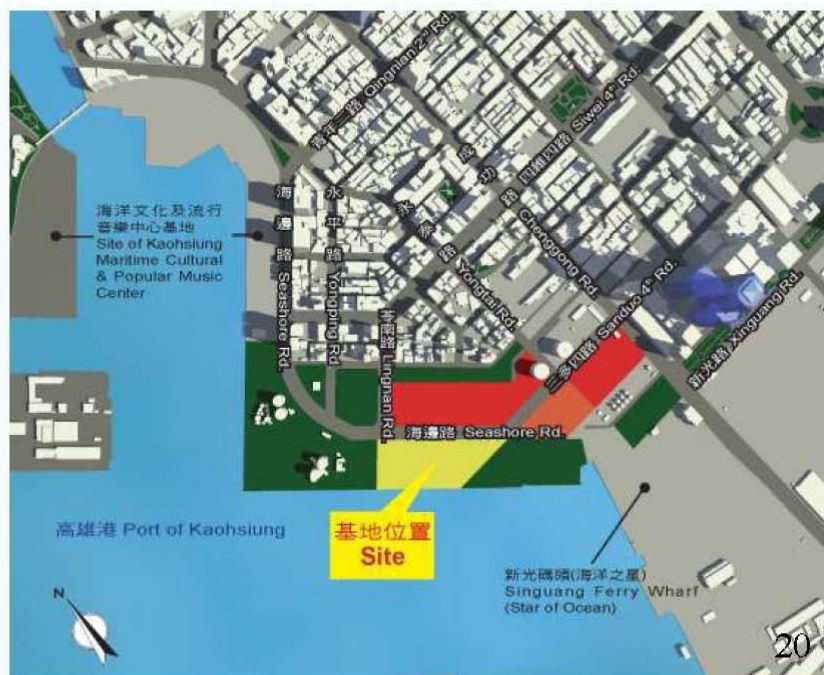 青年二路 Qingnian 2nd Rd.
四維四路 Siwei 4th Rd.
成功路 Chenggong Rd.
海邊路 Seashore Rd.
永平路 Yongping Rd.
永泰路 Yongtai Rd.
海洋文化及流行
音樂中心基地
Site of Kaohsiung
Maritime Cultural
& Popular Music
Center
三多四路 Sanduo 4th Rd.
新光路 Xinguang Rd.
苓南路 Lingnan Rd.
海邊路 Seashore Rd.
高雄港 Port of Kaohsiung
基地位置
Site
新光碼頭(海洋之星)
Singuang Ferry Wharf
(Star of Ocean)
N
20